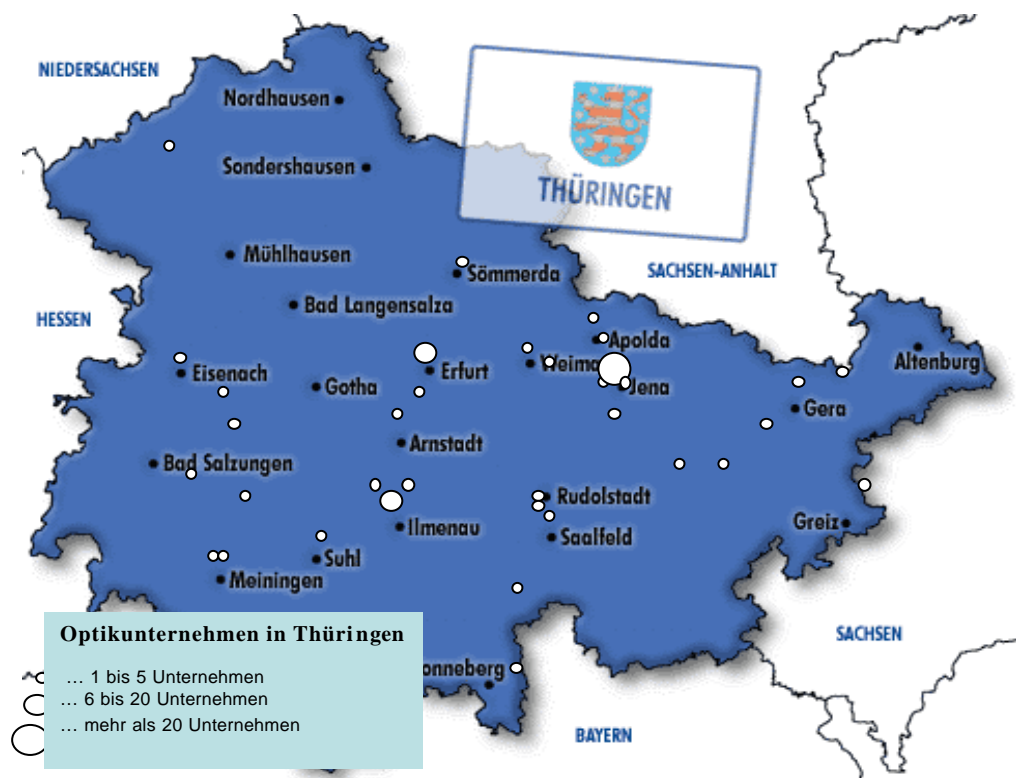 NIEDERSACHSEN
Nordhausen
Sondershausen
THÜRINGEN
Mühlhausen
Sömmerda
SACHSEN-ANHALT
Bad Langensalza
HESSEN
Apolda
Eisenach
Gotha
Erfurt
Weima
Jena
Altenburg
Gera
Arnstadt
Bad Salzungen
Rudolstadt
Ilmenau
Saalfeld
Greiz
Suhl
Meiningen
Optikunternehmen in Thüringen
... 1 bis 5 Unternehmen
... 6 bis 20 Unternehmen
... mehr als 20 Unternehmen
onneberg
SACHSEN
BAYERN